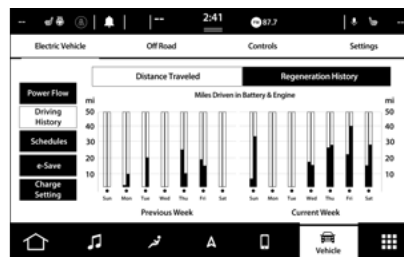 -- 2:41 FM 87.7 --
Electric Vehicle Off Road Controls Settings
Distance Traveled Regeneration History
Miles Driven in Battery & Engine
Power Flow
Driving History
Schedules
e-Save
Charge Setting
mi mi
50 50
40 40
30 30
20 20
10 10
Sun Mon Tue Wed Thu Fri Sat Sun Mon Tue Wed Thu Fri Sat
Previous Week Current Week
Vehicle